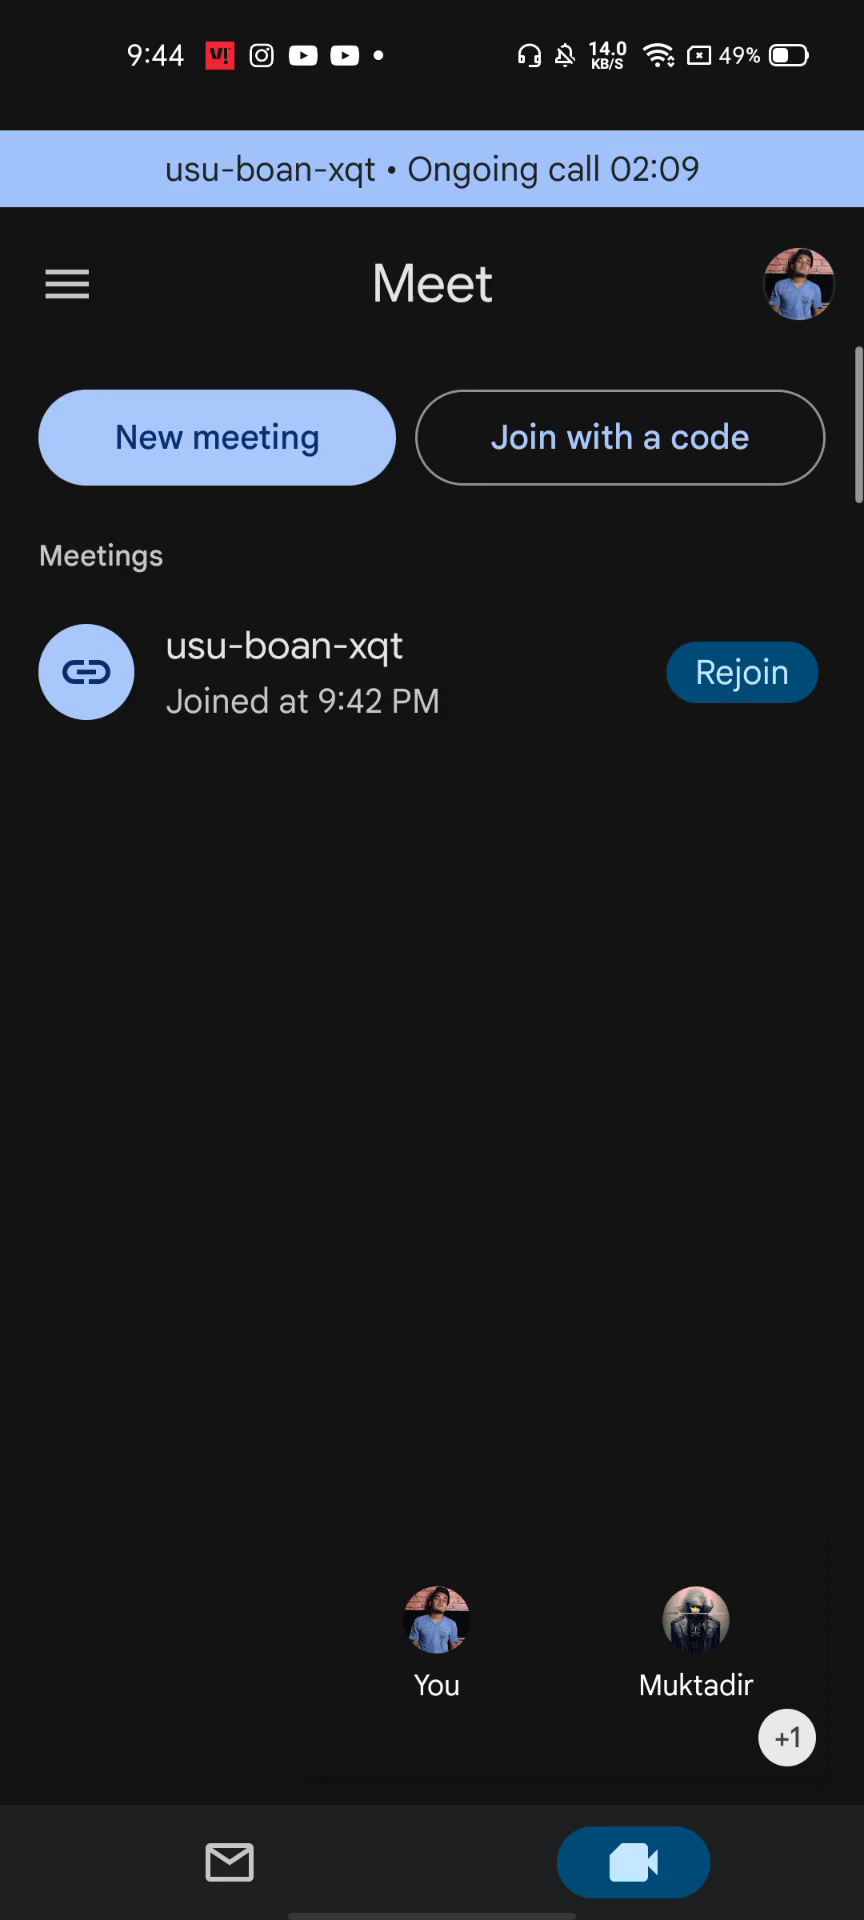 9:44 V! 14.0 KB/S 49%
usu-boan-xqt • Ongoing call 02:09
Meet
New meeting Join with a code
Meetings
usu-boan-xqt
Joined at 9:42 PM
Rejoin
You Muktadir
+1